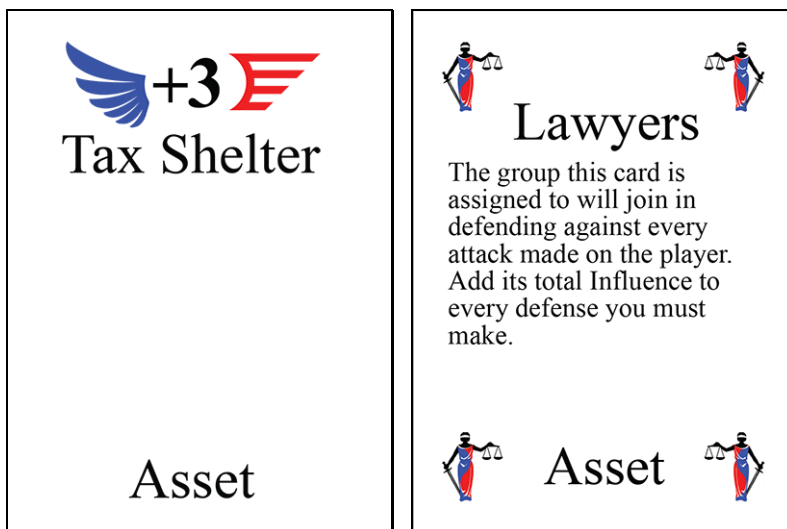 +3
Tax Shelter
Asset
Lawyers
The group this card is
assigned to will join in
defending against every
attack made on the player.
Add its total Influence to
every defense you must
make.
Asset